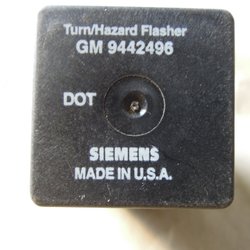 Turn/Hazard Flasher
GM 9442496
DOT
SIEMENS
MADE IN U.S.A.